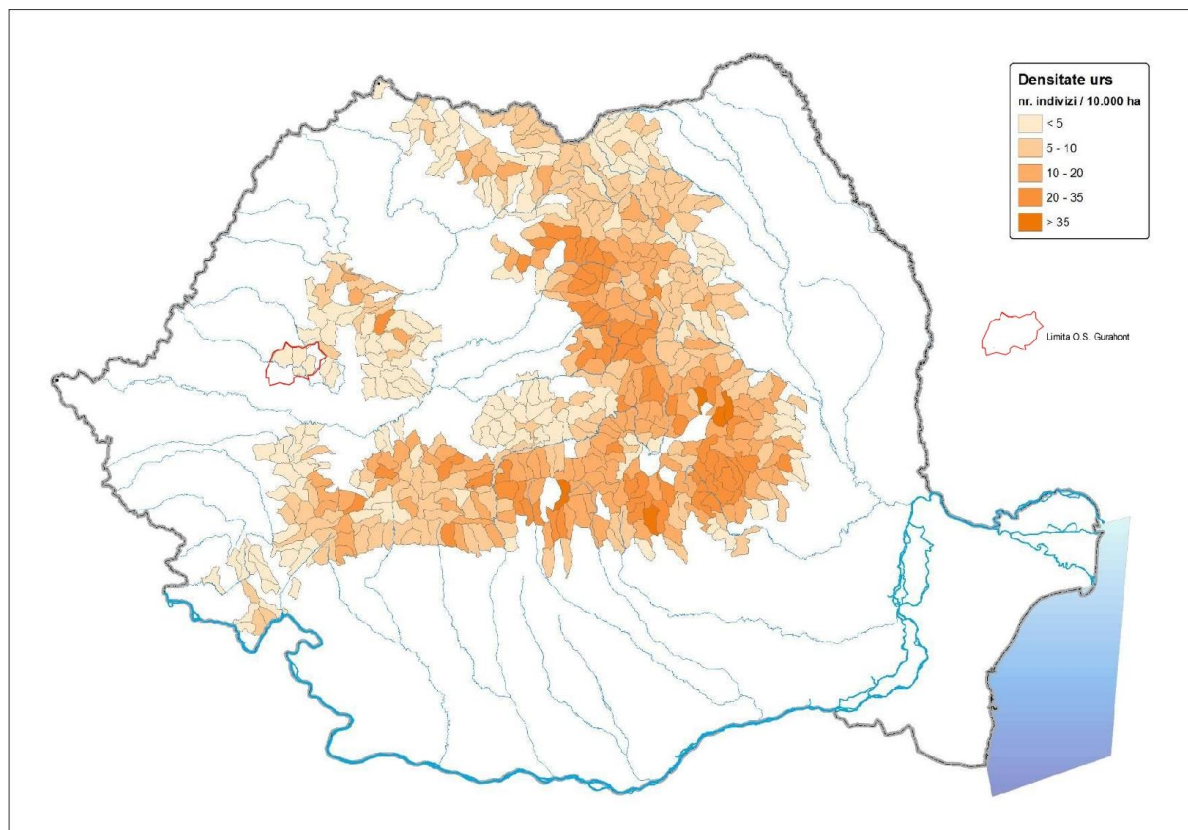 Densitate urs
nr. indivizi / 10.000 ha
< 5
5 - 10
10 - 20
20 - 35
> 35
Limita O.S. Gurahont